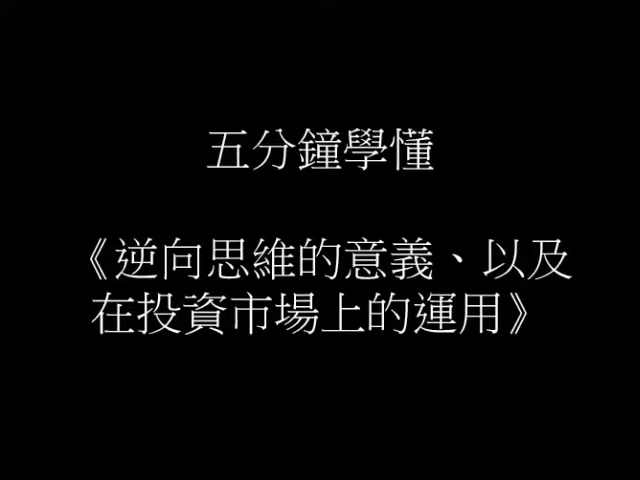 五分鐘學懂
《逆向思維的意義、以及
在投資市場上的運用》